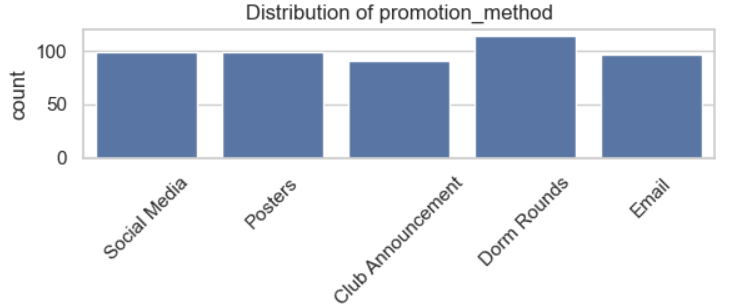 Distribution of promotion_method
count
100
50
0
Social Media
Posters
Club Announcement
Dorm Rounds
Email